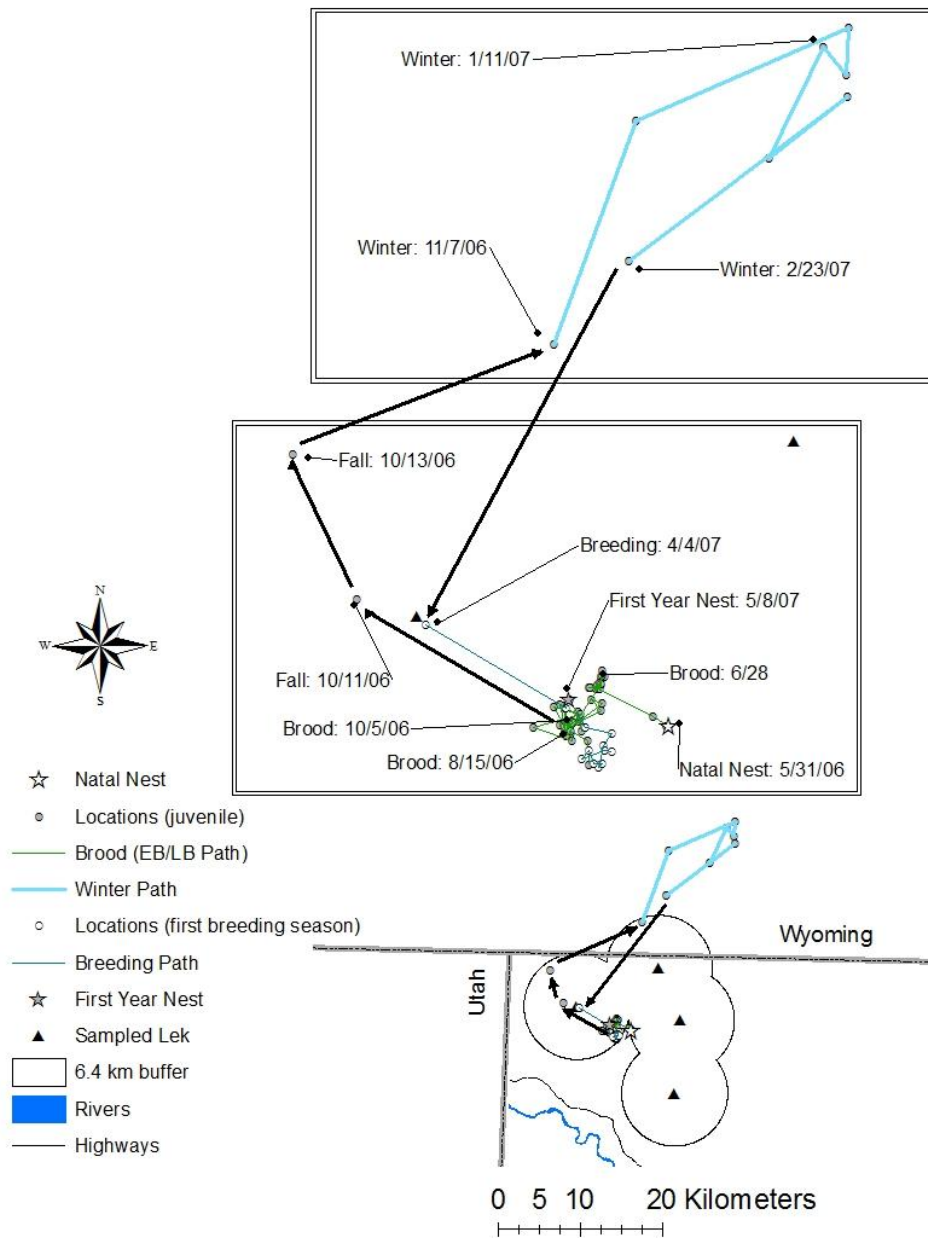 Winter: 1/11/07
Winter: 11/7/06
Winter: 2/23/07
Fall: 10/13/06
Breeding: 4/4/07
First Year Nest: 5/8/07
N
W
E
S
Fall: 10/11/06
Brood: 6/28
Brood: 10/5/06
Brood: 8/15/06
Natal Nest: 5/31/06
Natal Nest
Locations (juvenile)
Brood (EB/LB Path)
Winter Path
Locations (first breeding season)
Breeding Path
First Year Nest
Sampled Lek
6.4 km buffer
Rivers
Highways
Wyoming
Utah
0 5 10 20 Kilometers